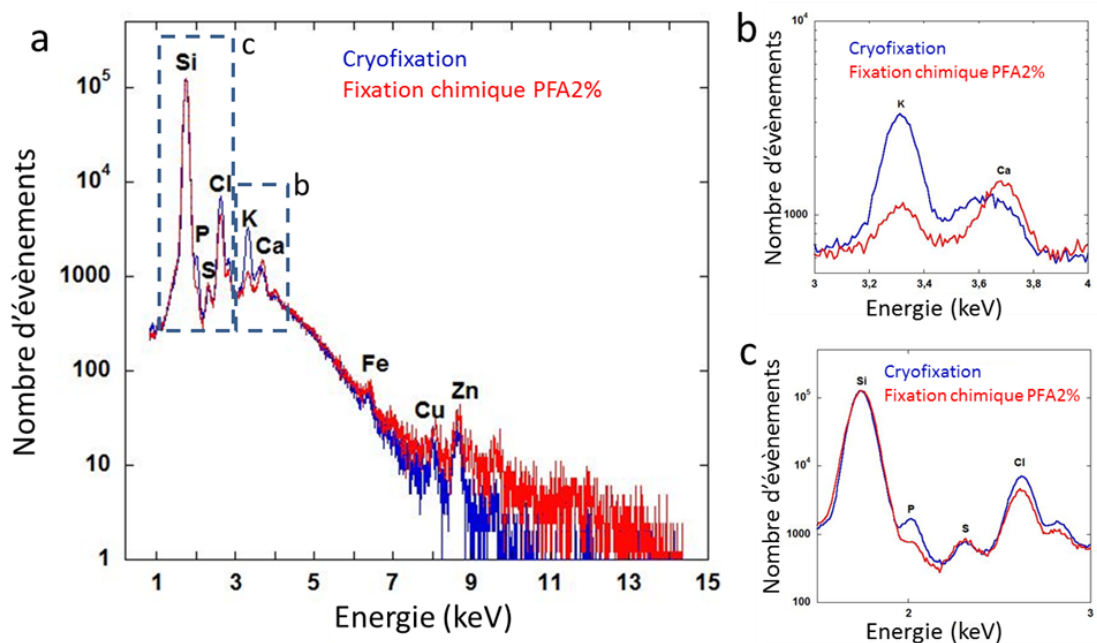 a
Si
c
P
S
Cl
K
b
Ca
Fe
Cu
Zn
Cryofixation
Fixation chimique PFA2%
Nombre d'évènements
10⁵
10⁴
1000
100
10
1
1
3
5
7
9
11
13
15
Energie (keV)
b
Cryofixation
Fixation chimique PFA2%
K
Ca
Nombre d'évènements
10⁴
1000
3
3,2
3,4
3,6
3,8
4
Energie (keV)
c
Cryofixation
Fixation chimique PFA2%
Si
P
S
Cl
Nombre d'évènements
10⁵
10⁴
1000
100
2
3
Energie (keV)